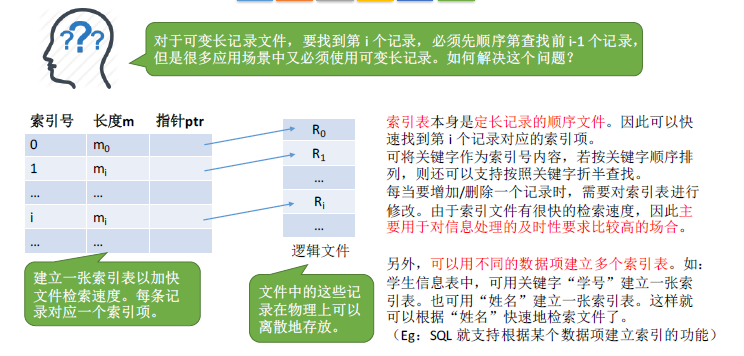 ???
对于可变长记录文件，要找到第 i 个记录，必须先顺序第查找前 i-1 个记录，
但是很多应用场景中又必须使用可变长记录。如何解决这个问题？
索引号 长度m 指针ptr
0 m0
1 mi
… …
i mi
… …
R0
R1
…
Ri
…
逻辑文件
建立一张索引表以加快
文件检索速度。每条记
录对应一个索引项。
文件中的这些记
录在物理上可以
离散地存放。
索引表本身是定长记录的顺序文件。因此可以快
速找到第 i 个记录对应的索引项。
可将关键字作为索引号内容，若按关键字顺序排
列，则还可以支持按照关键字折半查找。
每当要增加/删除一个记录时，需要对索引表进行
修改。由于索引文件有很快的检索速度，因此主
要用于对信息处理的及时性要求比较高的场合。
另外，可以用不同的数据项建立多个索引表。如：
学生信息表中，可用关键字“学号”建立一张索
引表。也可用“姓名”建立一张索引表。这样就
可以根据“姓名”快速地检索文件了。
（Eg：SQL 就支持根据某个数据项建立索引的功能）